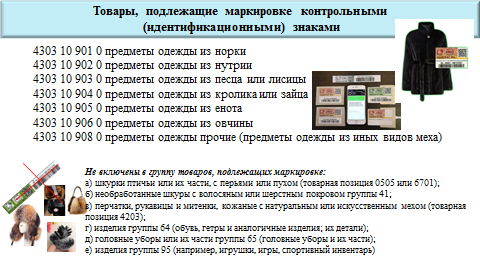 Товары, подлежащие маркировке контрольными
(идентификационными) знаками
4303 10 901 0 предметы одежды из норки
4303 10 902 0 предметы одежды из нутрии
4303 10 903 0 предметы одежды из песца или лисицы
4303 10 904 0 предметы одежды из кролика или зайца
4303 10 905 0 предметы одежды из енота
4303 10 906 0 предметы одежды из овчины
4303 10 908 0 предметы одежды прочие (предметы одежды из иных видов меха)
Не включены в группу товаров, подлежащих маркировке:
а) шкурки птичьи или их части, с перьями или пухом (товарная позиция 0505 или 6701);
б) необработанные шкуры с волосяным или шерстным покровом группы 41;
в) перчатки, рукавицы и митенки, кожаные с натуральным или искусственным мехом (товарная
позиция 4203);
г) изделия группы 64 (обувь, гетры и аналогичные изделия; их детали);
д) головные уборы или их части группы 65 (головные уборы и их части);
е) изделия группы 95 (например, игрушки, игры, спортивный инвентарь)